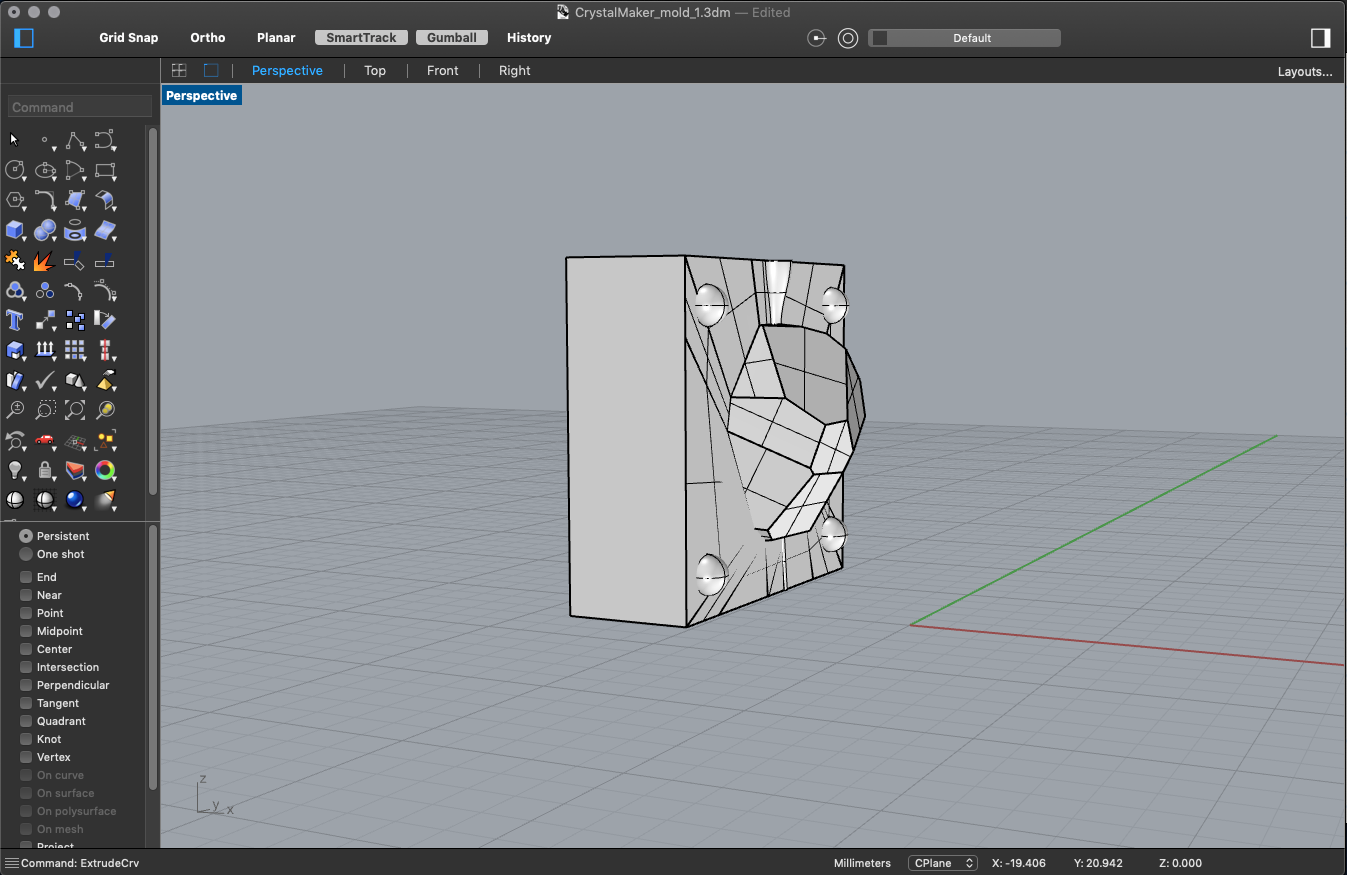 CrystalMaker_mold_1.3dm — Edited
Grid Snap Ortho Planar SmartTrack Gumball History Default
Perspective Top Front Right Layouts...
Perspective
Command
Persistent
One shot
End
Near
Point
Midpoint
Center
Intersection
Perpendicular
Tangent
Quadrant
Knot
Vertex
On curve
On surface
On polysurface
On mesh
Project
z
y
x
Command: ExtrudeCrv Millimeters CPlane X: -19.406 Y: 20.942 Z: 0.000